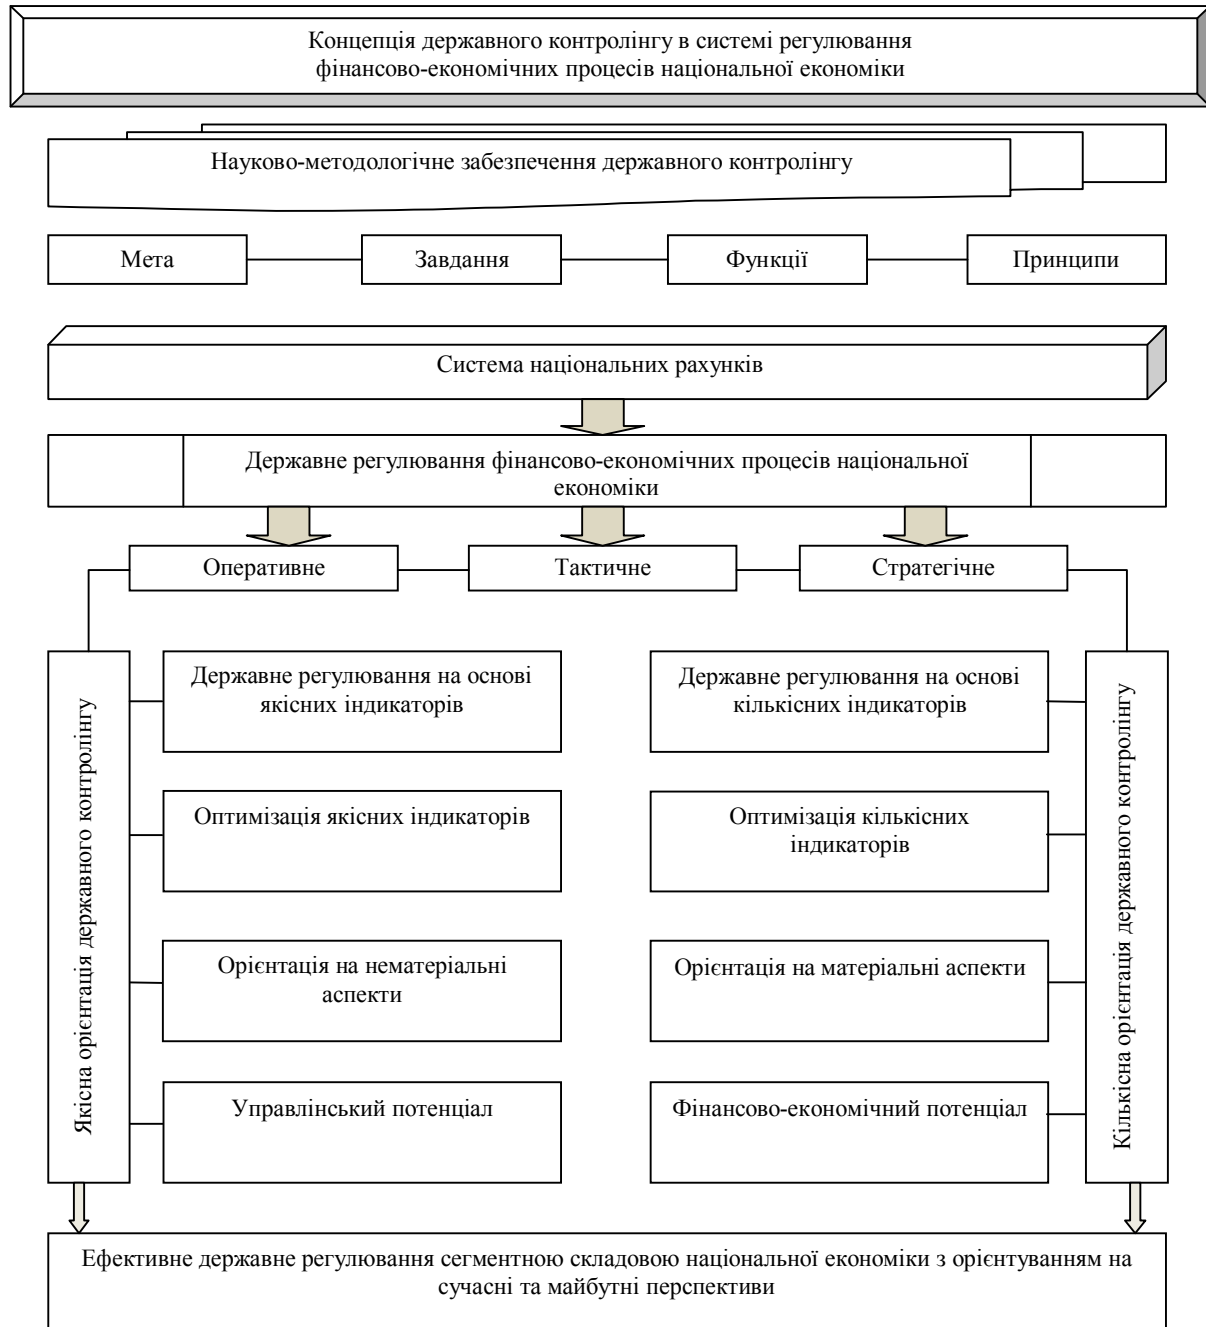 Концепція державного контролінгу в системі регулювання
фінансово-економічних процесів національної економіки
Науково-методологічне забезпечення державного контролінгу
Мета
Завдання
Функції
Принципи
Система національних рахунків
Державне регулювання фінансово-економічних процесів національної
економіки
Оперативне
Тактичне
Стратегічне
Якісна орієнтація державного контролінгу
Державне регулювання на основі
якісних індикаторів
Оптимізація якісних індикаторів
Орієнтація на нематеріальні
аспекти
Управлінський потенціал
Державне регулювання на основі
кількісних індикаторів
Оптимізація кількісних
індикаторів
Орієнтація на матеріальні аспекти
Фінансово-економічний потенціал
Кількісна орієнтація державного контролінгу
Ефективне державне регулювання сегментною складовою національної економіки з орієнтуванням на
сучасні та майбутні перспективи